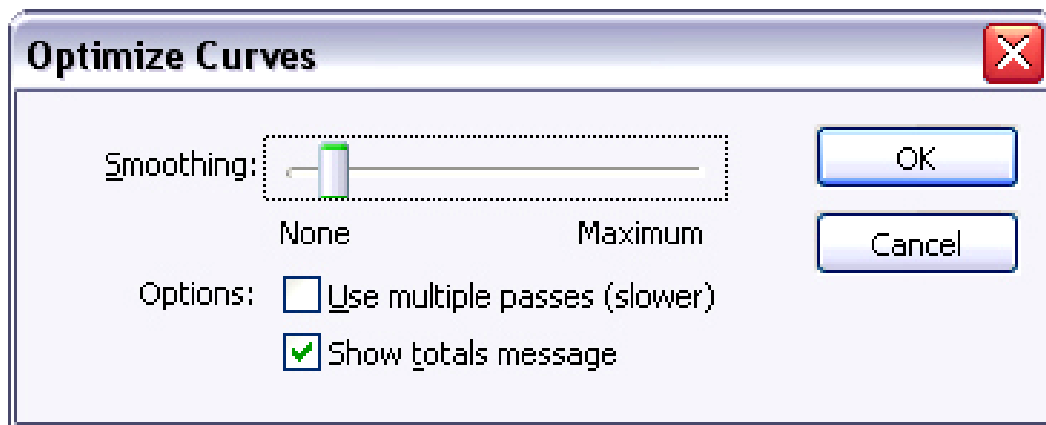 Optimize Curves
Smoothing:
OK
None Maximum
Cancel
Options: Use multiple passes (slower)
Show totals message